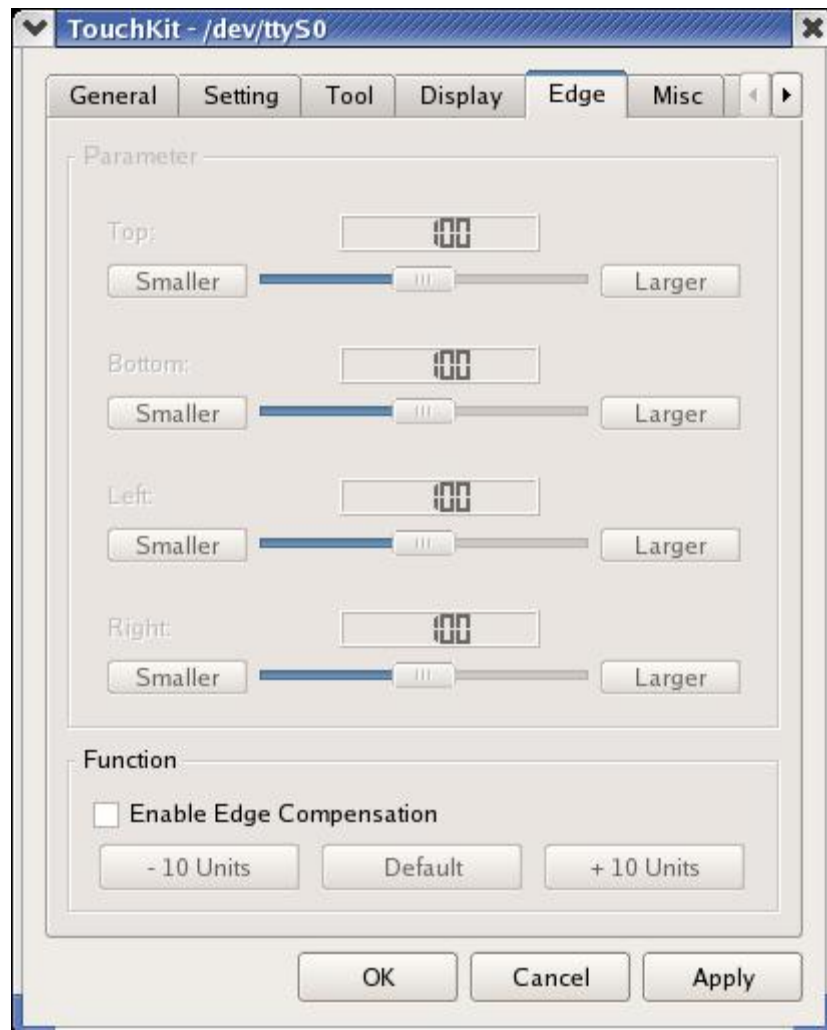 TouchKit - /dev/ttyS0
General Setting Tool Display Edge Misc
Parameter
Top: 100
Smaller Larger
Bottom: 100
Smaller Larger
Left: 100
Smaller Larger
Right: 100
Smaller Larger
Function
Enable Edge Compensation
- 10 Units Default + 10 Units
OK Cancel Apply